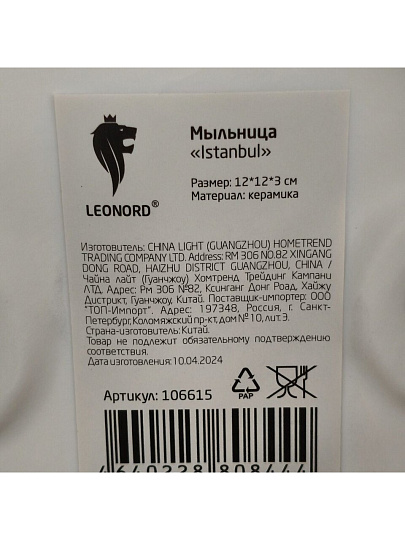 Мыльница
«Istanbul»
Размер: 12*12*3 см
Материал: керамика
LEONORD®
Изготовитель: CHINA LIGHT (GUANGZHOU) HOMETREND
TRADING COMPANY LTD. Address: RM 306 NO.82 XINGANG
DONG ROAD, HAIZHU DISTRICT GUANGZHOU, CHINA /
Чайна лайт (Гуанчжоу) Хомтренд Трейдинг Кампани
ЛТД. Адрес: Рм 306 №82, Ксинганг Донг Роад, Хайжу
Дистрикт, Гуанчжоу, Китай. Поставщик-импортер: ООО
"ТОП-Импорт". Адрес: 197348, Россия, г. Санкт-
Петербург, Коломяжский пр-кт, дом №10, лит.Э.
Страна-изготовитель: Китай.
Товар не подлежит обязательному подтверждению
соответствия.
Дата изготовления: 10.04.2024
Артикул: 106615
PAP
4640228808444